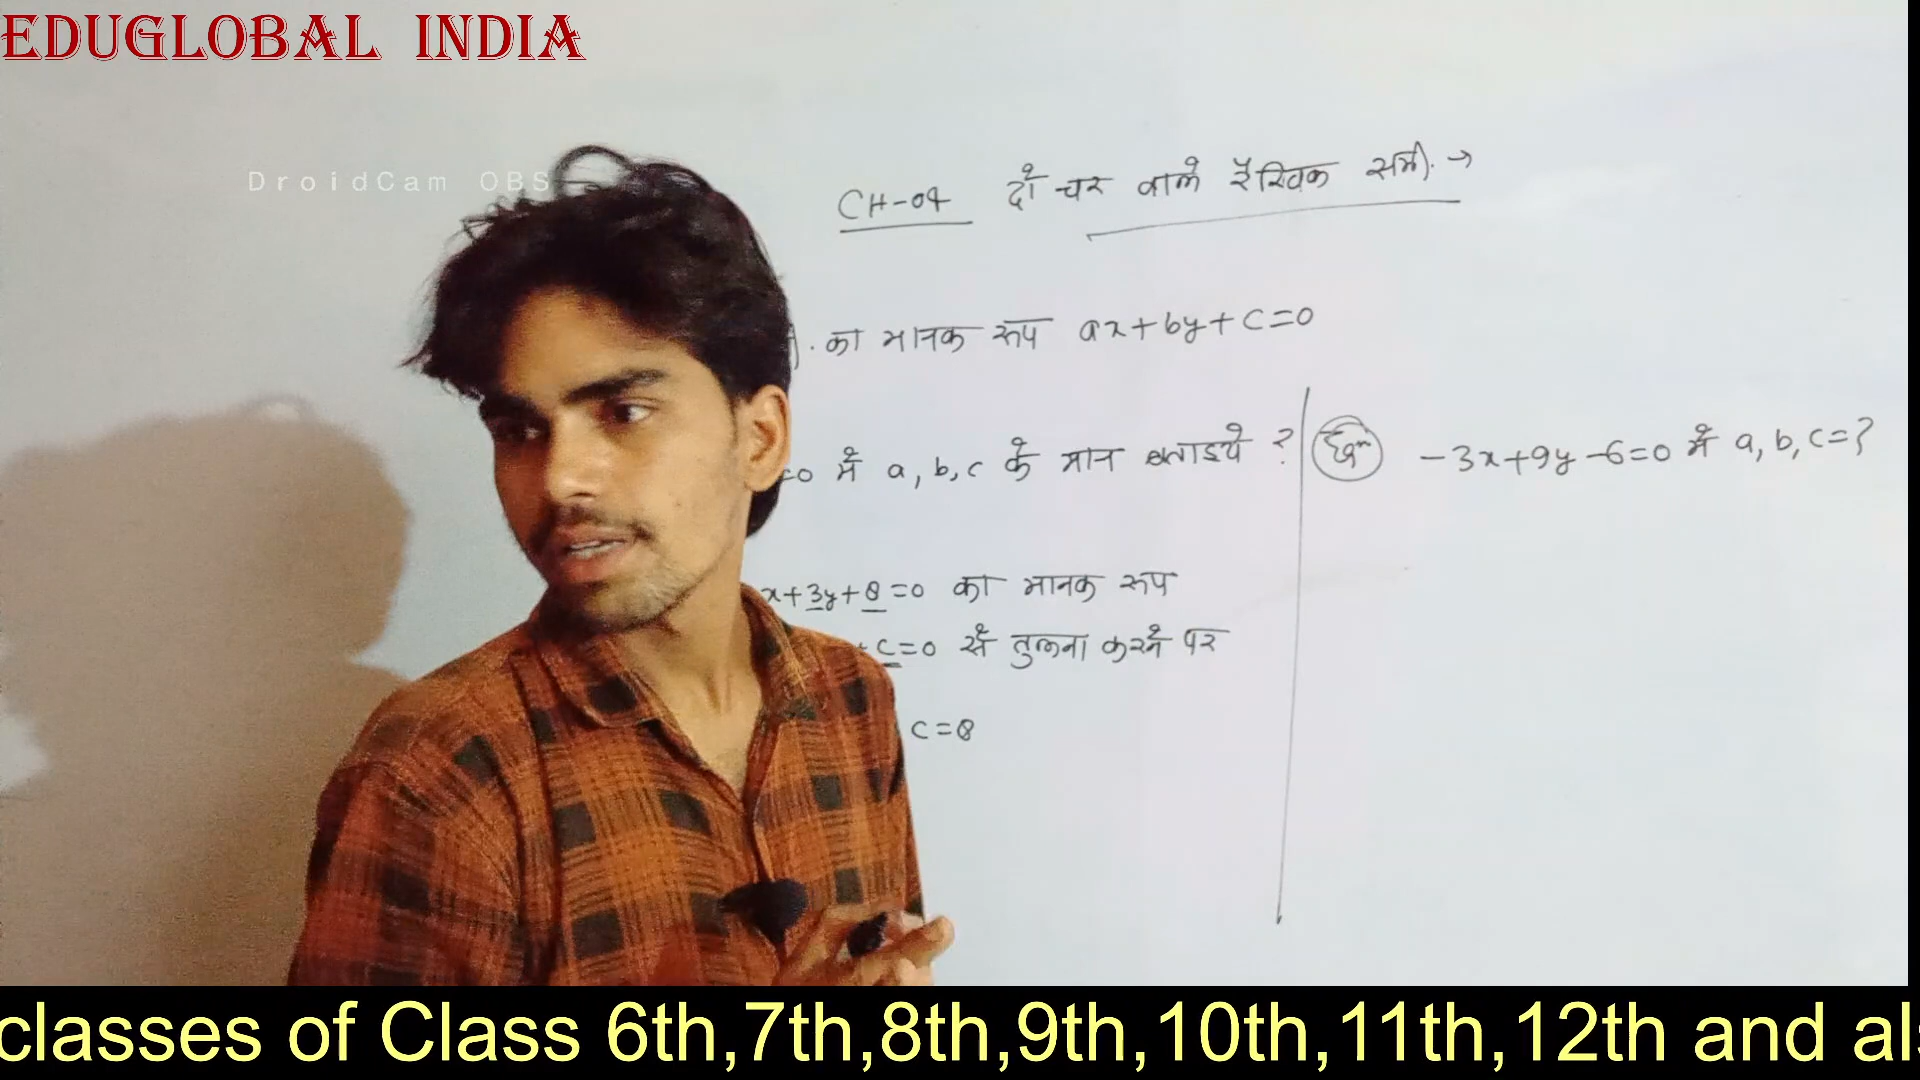 EDUGLOBAL INDIA
DroidCam OBS
CH-04 दो चर वाले रैखिक समी. →
. का मानक रूप ax+by+c=0
=0 में a, b, c के मान बताइये ?
-3x+9y-6=0 में a, b, c=?
x+3y+8=0 का मानक रूप
c=0 से तुलना करने पर
c=8
classes of Class 6th,7th,8th,9th,10th,11th,12th and als